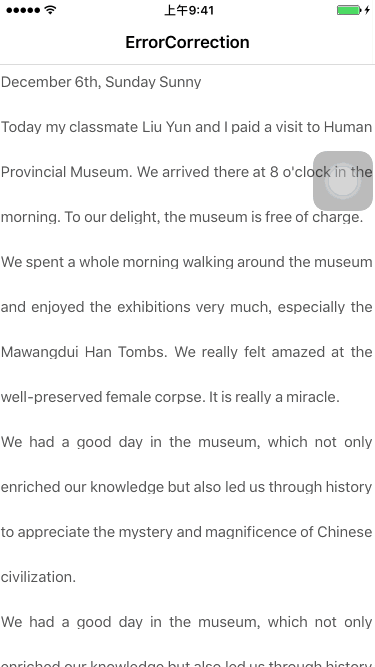 上午9:41
ErrorCorrection
December 6th, Sunday Sunny
Today my classmate Liu Yun and I paid a visit to Human
Provincial Museum. We arrived there at 8 o'clock in the
morning. To our delight, the museum is free of charge.
We spent a whole morning walking around the museum
and enjoyed the exhibitions very much, especially the
Mawangdui Han Tombs. We really felt amazed at the
well-preserved female corpse. It is really a miracle.
We had a good day in the museum, which not only
enriched our knowledge but also led us through history
to appreciate the mystery and magnificence of Chinese
civilization.
We had a good day in the museum, which not only
enriched our knowledge but also led us through history